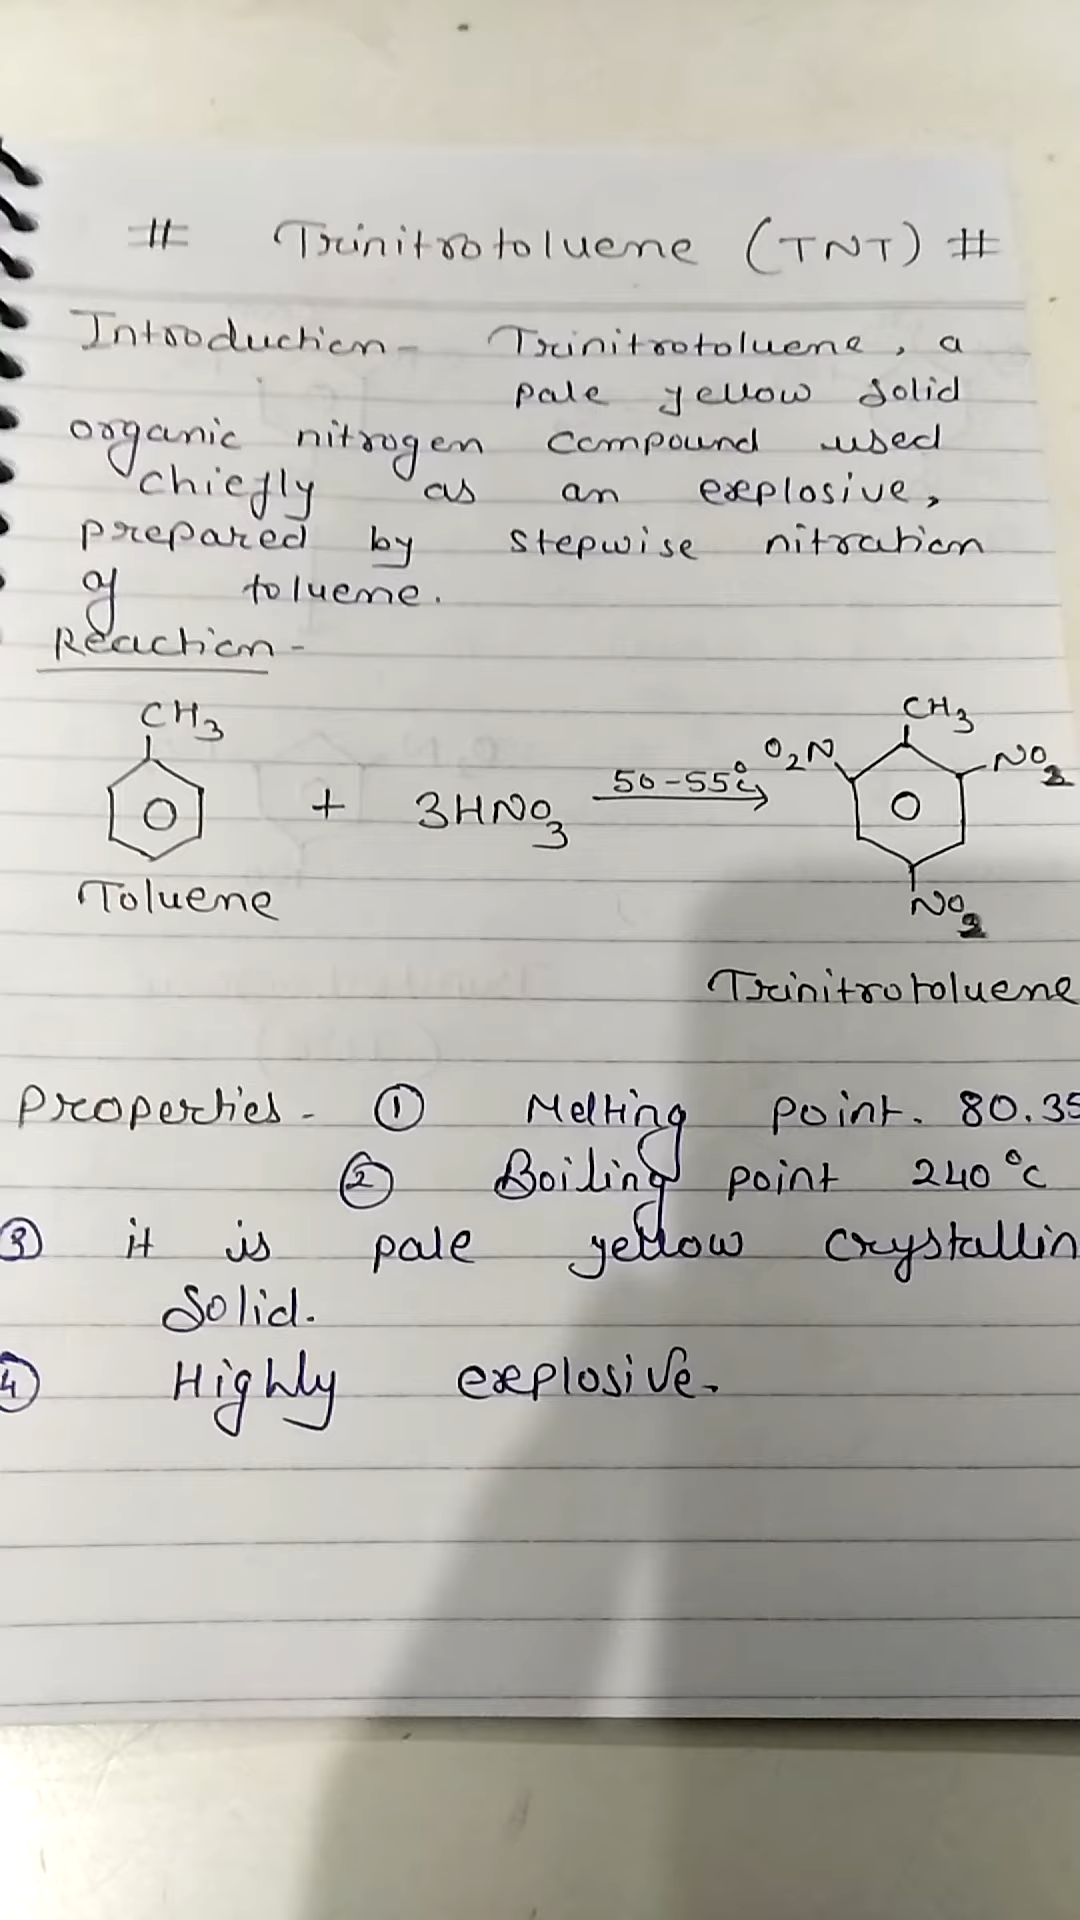 # Trinitrotoluene (TNT) #
Introduction- Trinitrotoluene, a
pale yellow solid
organic nitrogen compound used
chiefly as an explosive,
prepared by stepwise nitration
of toluene.
Reaction-
CH3 CH3
O2N NO2
50-55°C
+ 3HNO3
Toluene NO2
Trinitrotoluene
Properties- ① Melting point. 80.35
② Boiling point 240°C
③ it is pale yellow crystallin
Solid.
④ Highly explosive.